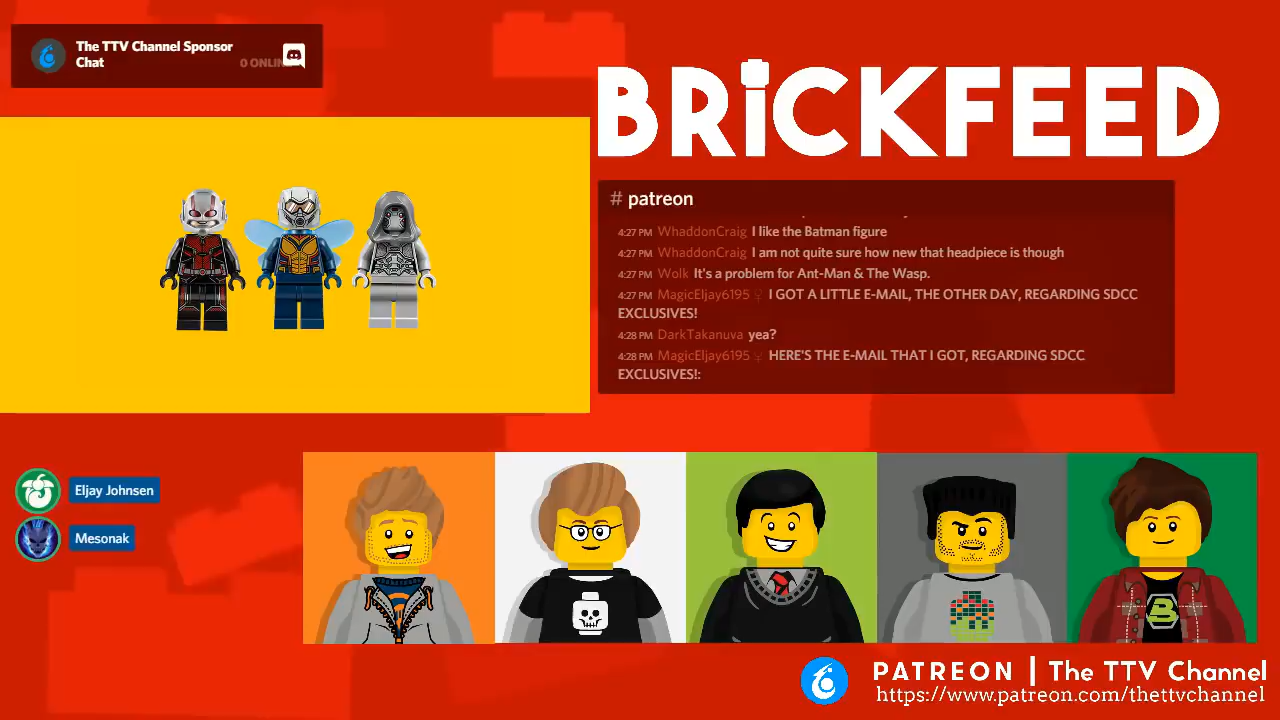 The TTV Channel Sponsor
Chat
BRiCKFEED
# patreon
4:27 PM WhaddonCraig I like the Batman figure
4:27 PM WhaddonCraig I am not quite sure how new that headpiece is though
4:27 PM Wolk It's a problem for Ant-Man & The Wasp.
4:27 PM MagicEljay6195 ♀ I GOT A LITTLE E-MAIL, THE OTHER DAY, REGARDING SDCC
EXCLUSIVES!
4:28 PM DarkTakanuva yea?
4:28 PM MagicEljay6195 ♀ HERE'S THE E-MAIL THAT I GOT, REGARDING SDCC
EXCLUSIVES!:
Eljay Johnsen
Mesonak
B
PATREON | The TTV Channel
https://www.patreon.com/thettvchannel